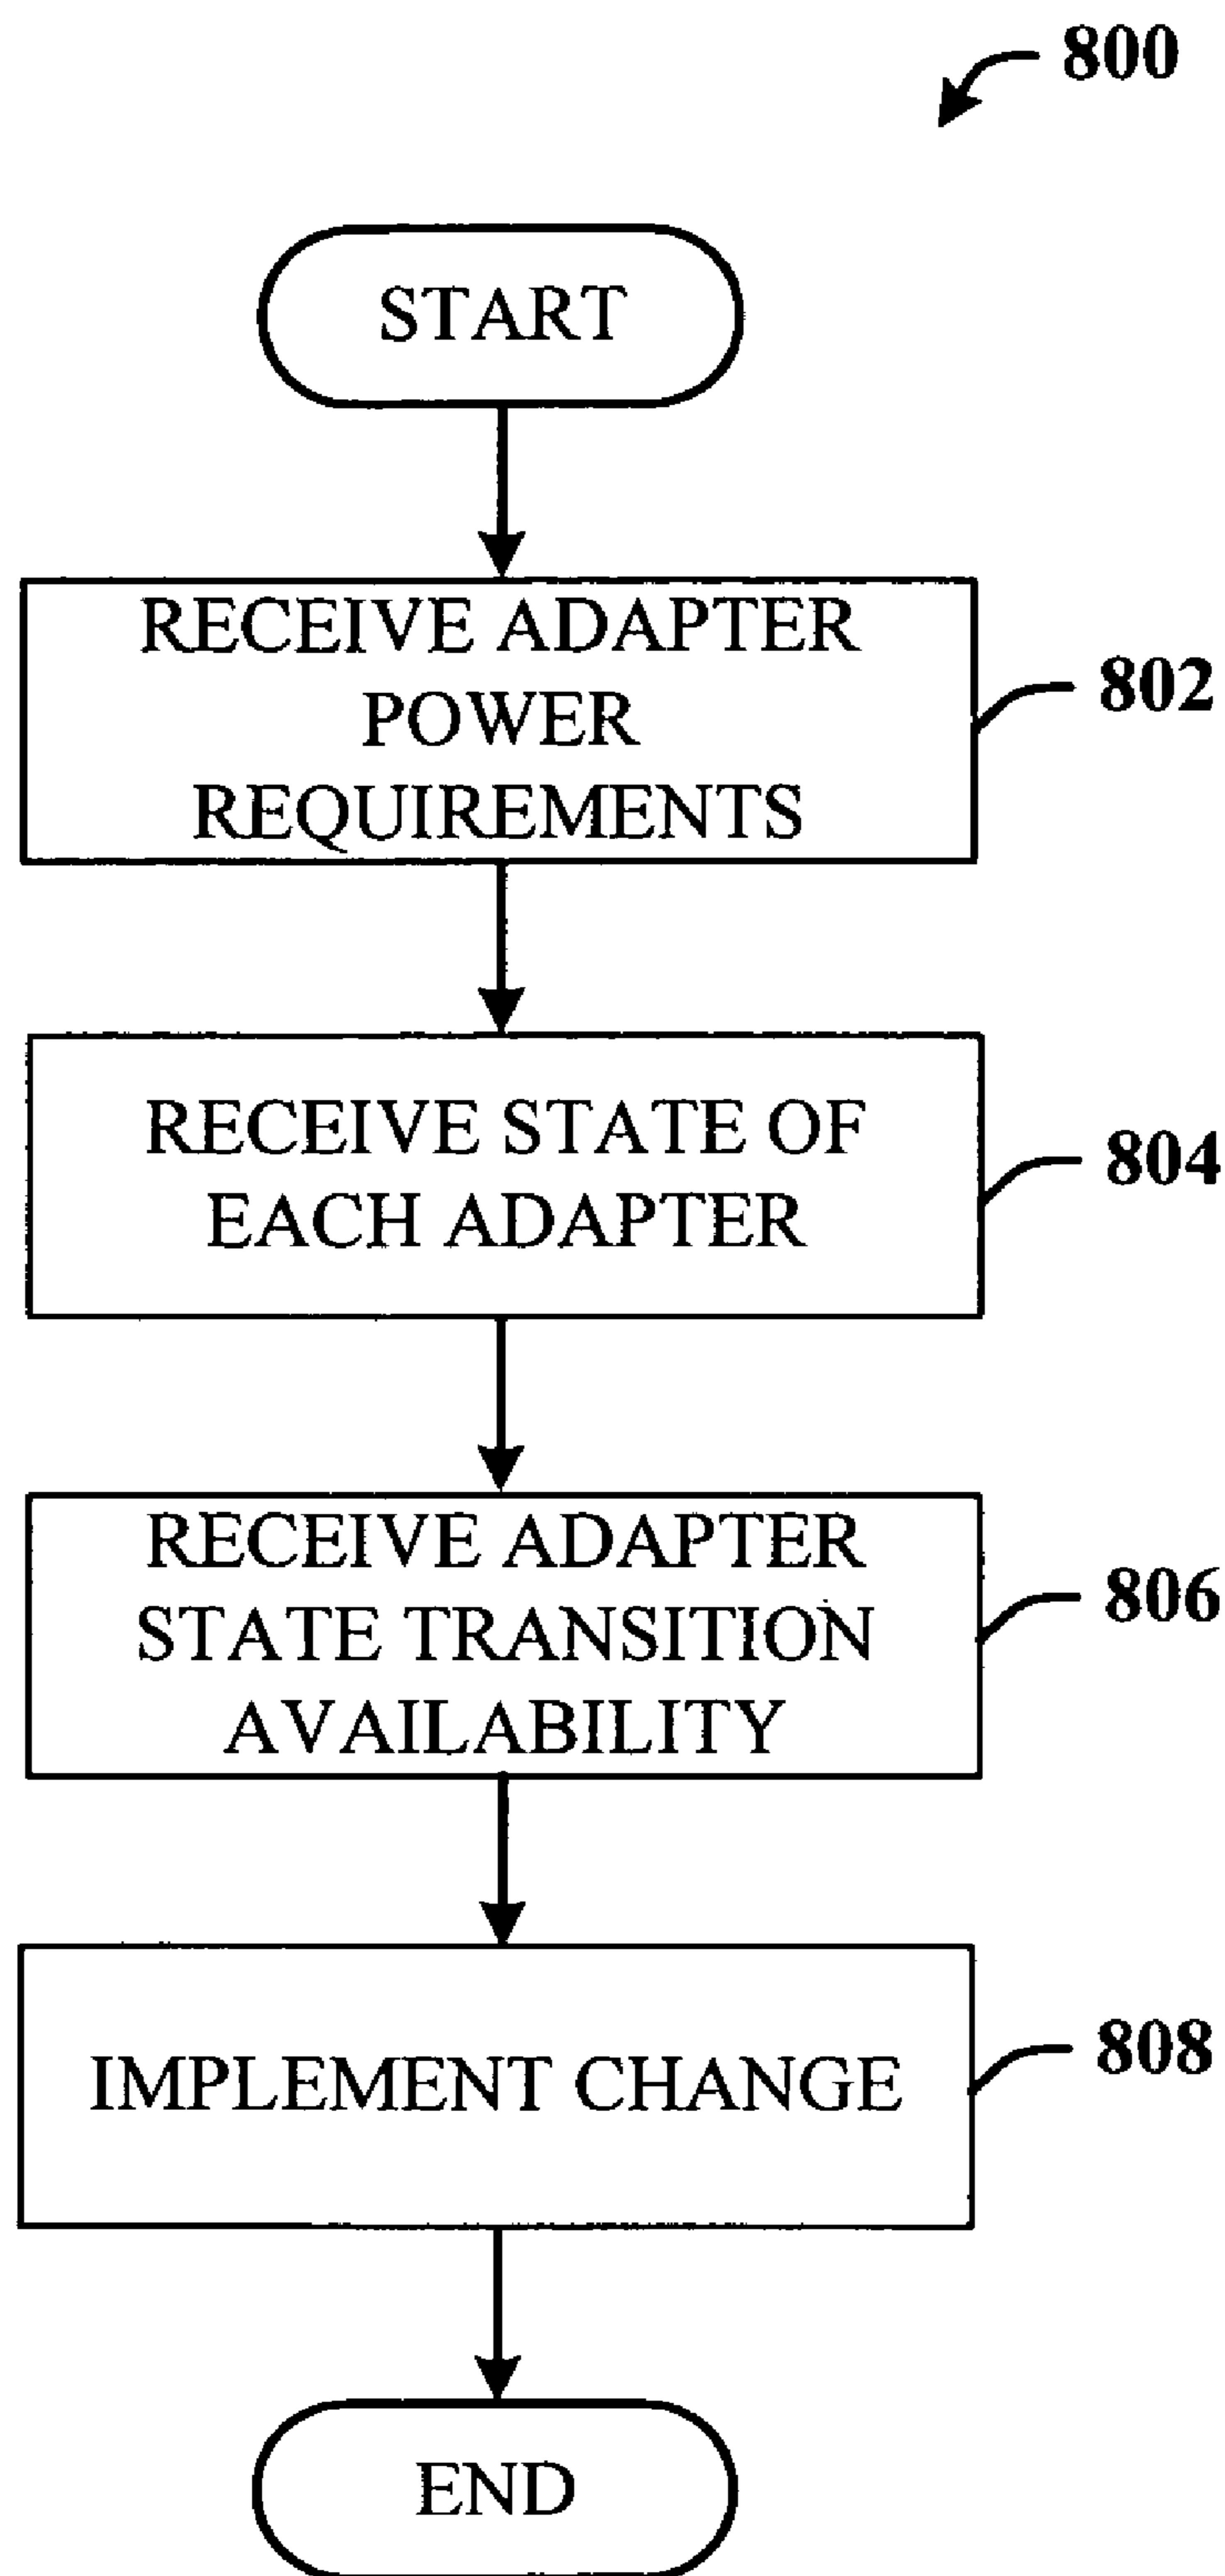 800
START
RECEIVE ADAPTER
POWER
REQUIREMENTS
802
RECEIVE STATE OF
EACH ADAPTER
804
RECEIVE ADAPTER
STATE TRANSITION
AVAILABILITY
806
IMPLEMENT CHANGE
808
END